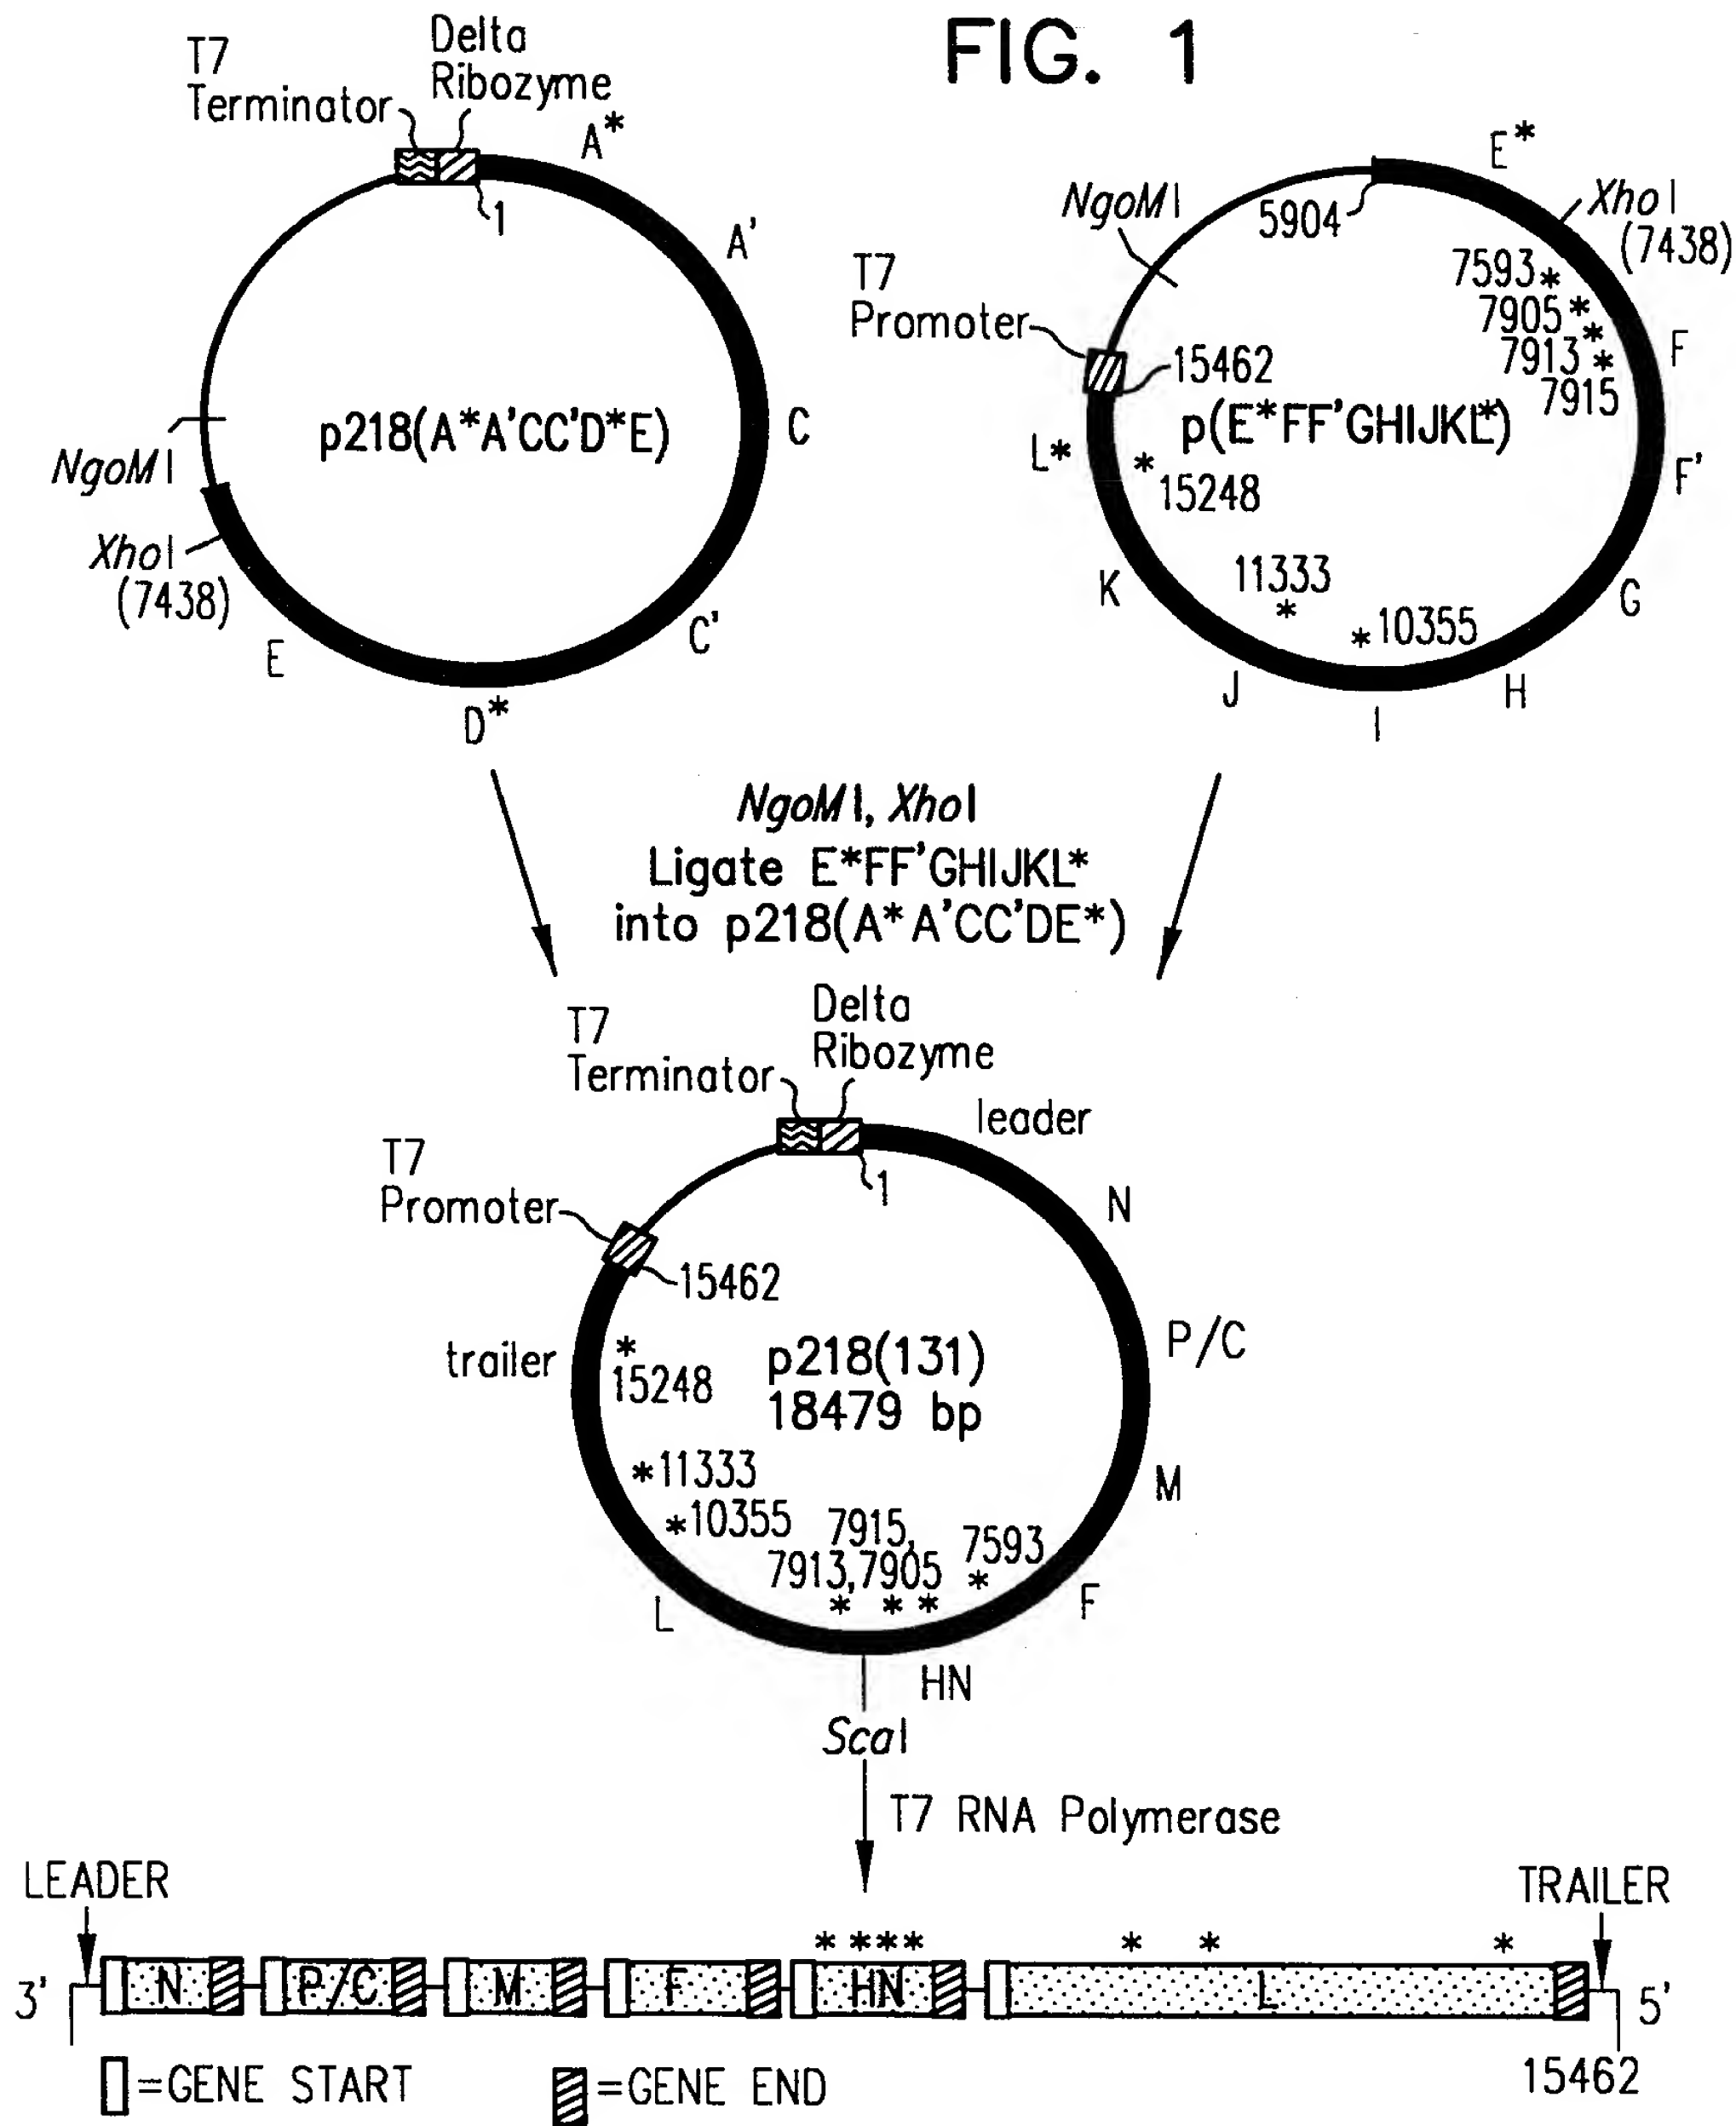 FIG. 1
T7
Terminator
Delta
Ribozyme
A*
1
A'
C
C'
D*
E
XhoI
(7438)
NgoMI
p218(A*A'CC'D*E)
E*
XhoI
(7438)
5904
NgoMI
T7
Promoter
7593*
7905*
7913*
*
7915
F
F'
G
H
I
J
K
L*
15462
p(E*FF'GHIJKL*)
*
15248
11333
*
*10355
NgoMI, XhoI
Ligate E*FF'GHIJKL*
into p218(A*A'CC'DE*)
T7
Terminator
Delta
Ribozyme
leader
1
T7
Promoter
15462
N
P/C
M
F
HN
L
trailer
*
15248
p218(131)
18479 bp
*11333
*10355
7915,
7913,7905
* * *
7593
*
ScaI
T7 RNA Polymerase
LEADER
TRAILER
* * * * * * *
3' N P/C M F HN L 5'
15462
=GENE START
=GENE END